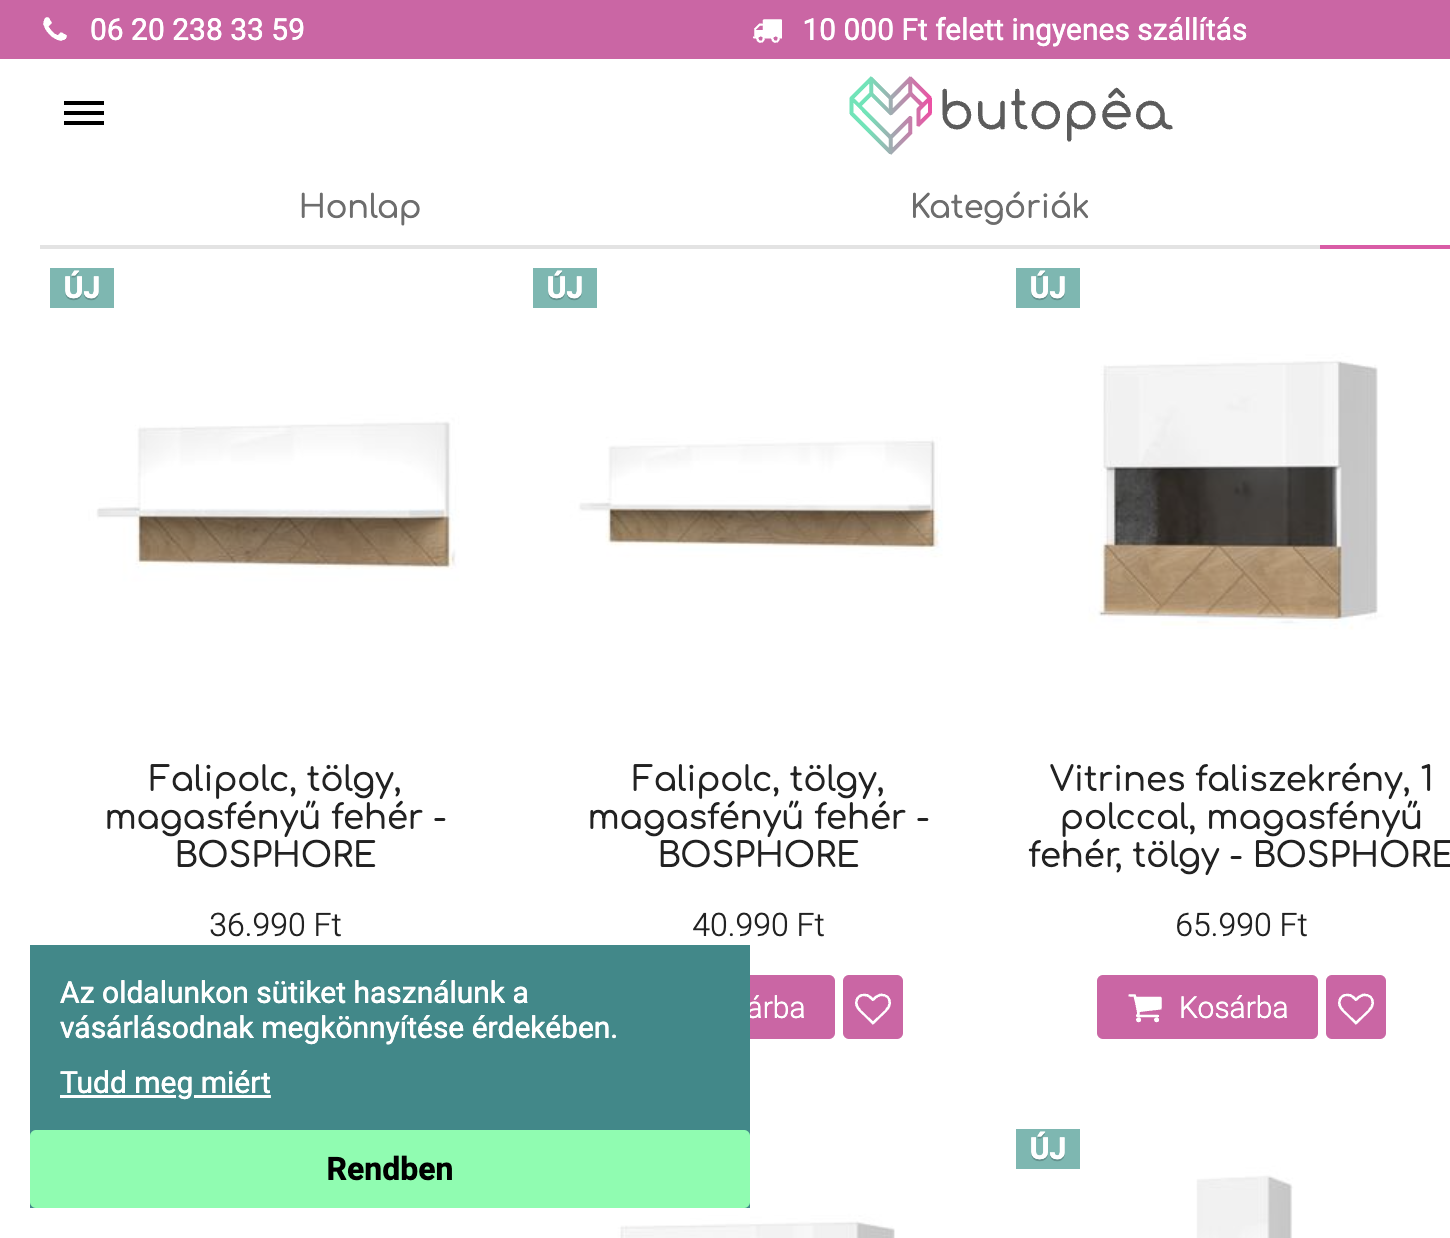 06 20 238 33 59
10 000 Ft felett ingyenes szállítás
butopêa
Honlap
Kategóriák
ÚJ
ÚJ
ÚJ
Falipolc, tölgy,
magasfényű fehér -
BOSPHORE
36.990 Ft
Falipolc, tölgy,
magasfényű fehér -
BOSPHORE
40.990 Ft
Vitrines faliszekrény, 1
polccal, magasfényű
fehér, tölgy - BOSPHORE
65.990 Ft
Kosárba
Az oldalunkon sütiket használunk a
vásárlásodnak megkönnyítése érdekében.
Tudd meg miért
Rendben
ÚJ